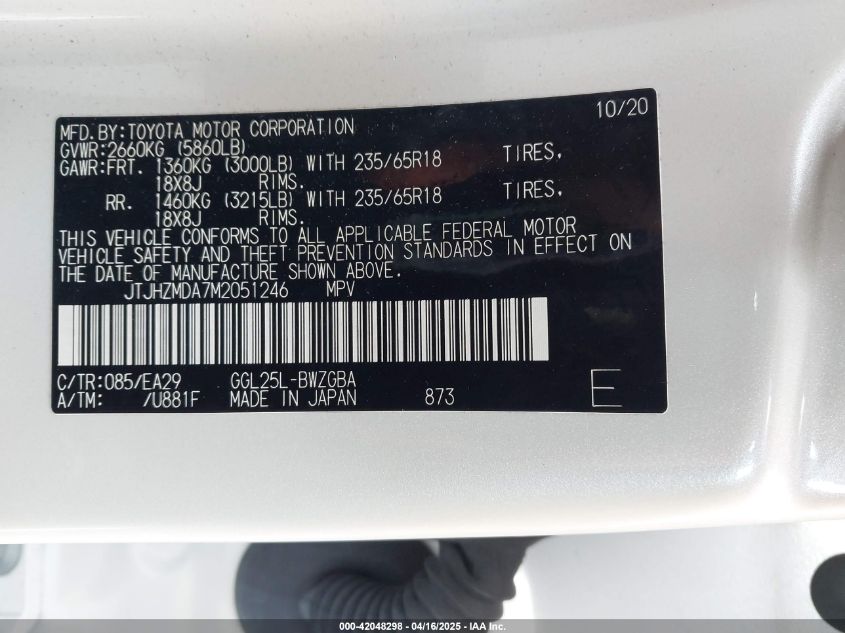 10/20
MFD.BY:TOYOTA MOTOR CORPORATION
GVWR:2660KG (5860LB)
GAWR:FRT. 1360KG (3000LB) WITH 235/65R18 TIRES,
18X8J RIMS.
RR. 1460KG (3215LB) WITH 235/65R18 TIRES,
18X8J RIMS.
THIS VEHICLE CONFORMS TO ALL APPLICABLE FEDERAL MOTOR
VEHICLE SAFETY AND THEFT PREVENTION STANDARDS IN EFFECT ON
THE DATE OF MANUFACTURE SHOWN ABOVE.
JTJHZMDA7M2051246 MPV
C/TR:085/EA29 GGL25L-BWZGBA
A/TM: /U881F MADE IN JAPAN 873 E
000-42048298 - 04/16/2025 - IAA Inc.